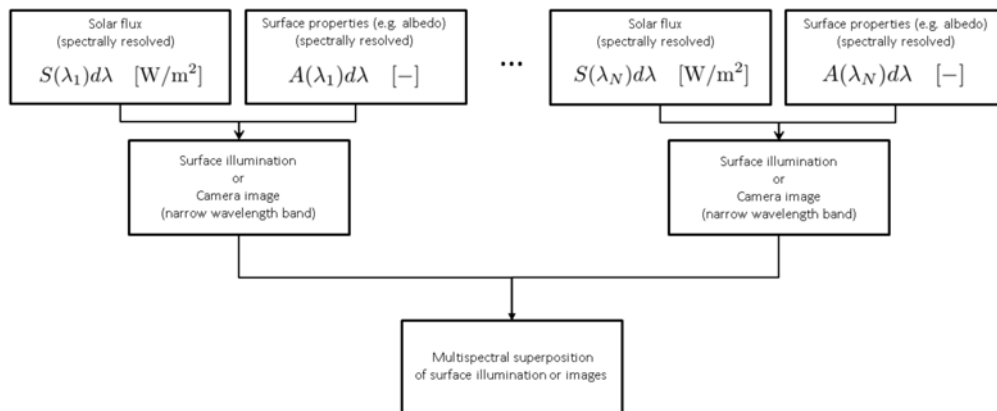 Solar flux
(spectrally resolved)
S(λ₁)dλ [W/m²]
Surface properties (e.g. albedo)
(spectrally resolved)
A(λ₁)dλ [−]
...
Solar flux
(spectrally resolved)
S(λ_N)dλ [W/m²]
Surface properties (e.g. albedo)
(spectrally resolved)
A(λ_N)dλ [−]
Surface illumination
or
Camera image
(narrow wavelength band)
Surface illumination
or
Camera image
(narrow wavelength band)
Multispectral superposition
of surface illumination or images